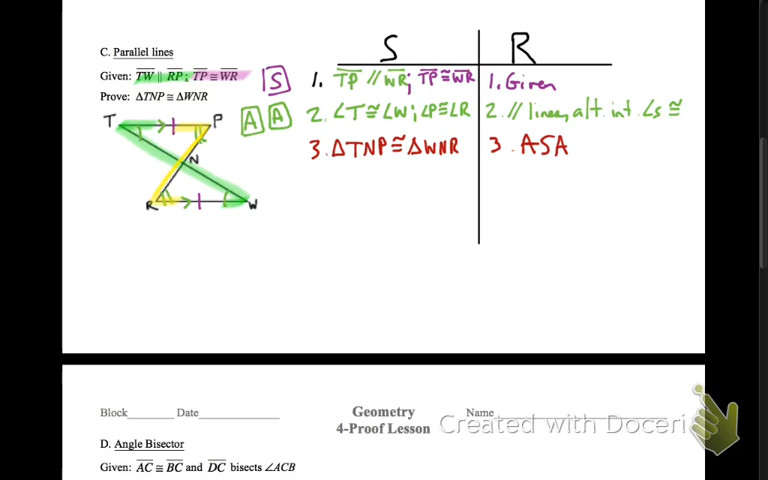 S R
C. Parallel lines
Given: TW || RP ; TP ≅ WR S 1. TP // WR; TP ≅ WR 1. Given
Prove: ΔTNP ≅ ΔWNR A A 2. ∠T ≅ ∠W; ∠P ≅ ∠R 2. // lines, alt. int. ∠s ≅
T P
3. ΔTNP ≅ ΔWNR 3. ASA
N
R W
Block______ Date__________ Geometry Name
4-Proof Lesson Created with Doceri
D. Angle Bisector
Given: AC ≅ BC and DC bisects ∠ACB